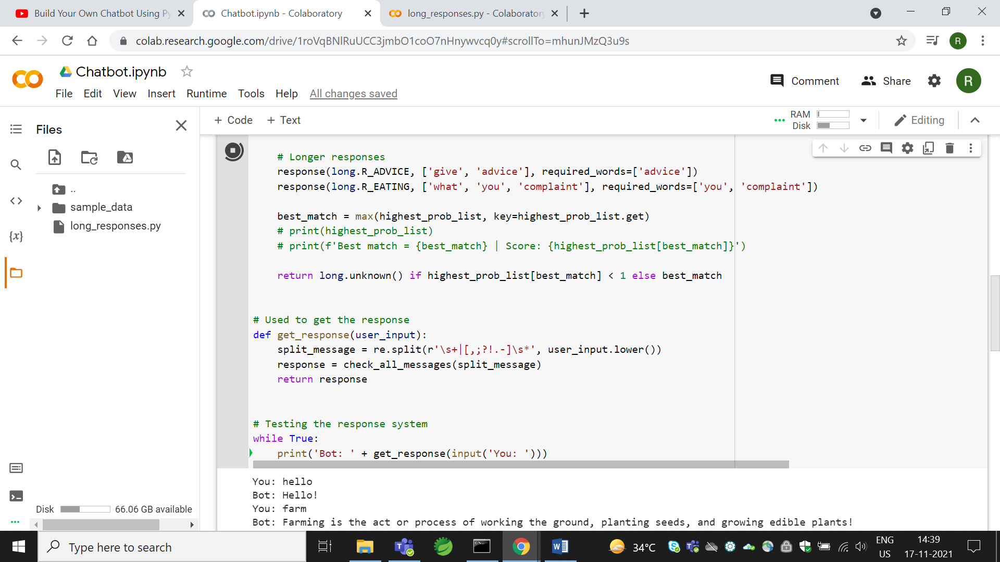 Build Your Own Chatbot Using Py
Chatbot.ipynb - Colaboratory
long_responses.py - Colaboratory
colab.research.google.com/drive/1roVqBNlRuUCC3jmbO1coO7nHnywvcq0y#scrollTo=mhunJMzQ3u9s
R
Chatbot.ipynb
Comment
Share
R
File Edit View Insert Runtime Tools Help All changes saved
Files
+ Code + Text
RAM
Disk
Editing
..
sample_data
long_responses.py
{x}
# Longer responses
response(long.R_ADVICE, ['give', 'advice'], required_words=['advice'])
response(long.R_EATING, ['what', 'you', 'complaint'], required_words=['you', 'complaint'])
best_match = max(highest_prob_list, key=highest_prob_list.get)
# print(highest_prob_list)
# print(f'Best match = {best_match} | Score: {highest_prob_list[best_match]}')
return long.unknown() if highest_prob_list[best_match] < 1 else best_match
# Used to get the response
def get_response(user_input):
split_message = re.split(r'\s+|[,;?!.-]\s*', user_input.lower())
response = check_all_messages(split_message)
return response
# Testing the response system
while True:
print('Bot: ' + get_response(input('You: ')))
You: hello
Bot: Hello!
You: farm
Bot: Farming is the act or process of working the ground, planting seeds, and growing edible plants!
Disk
66.06 GB available
Type here to search
34°C
ENG
US
14:39
17-11-2021